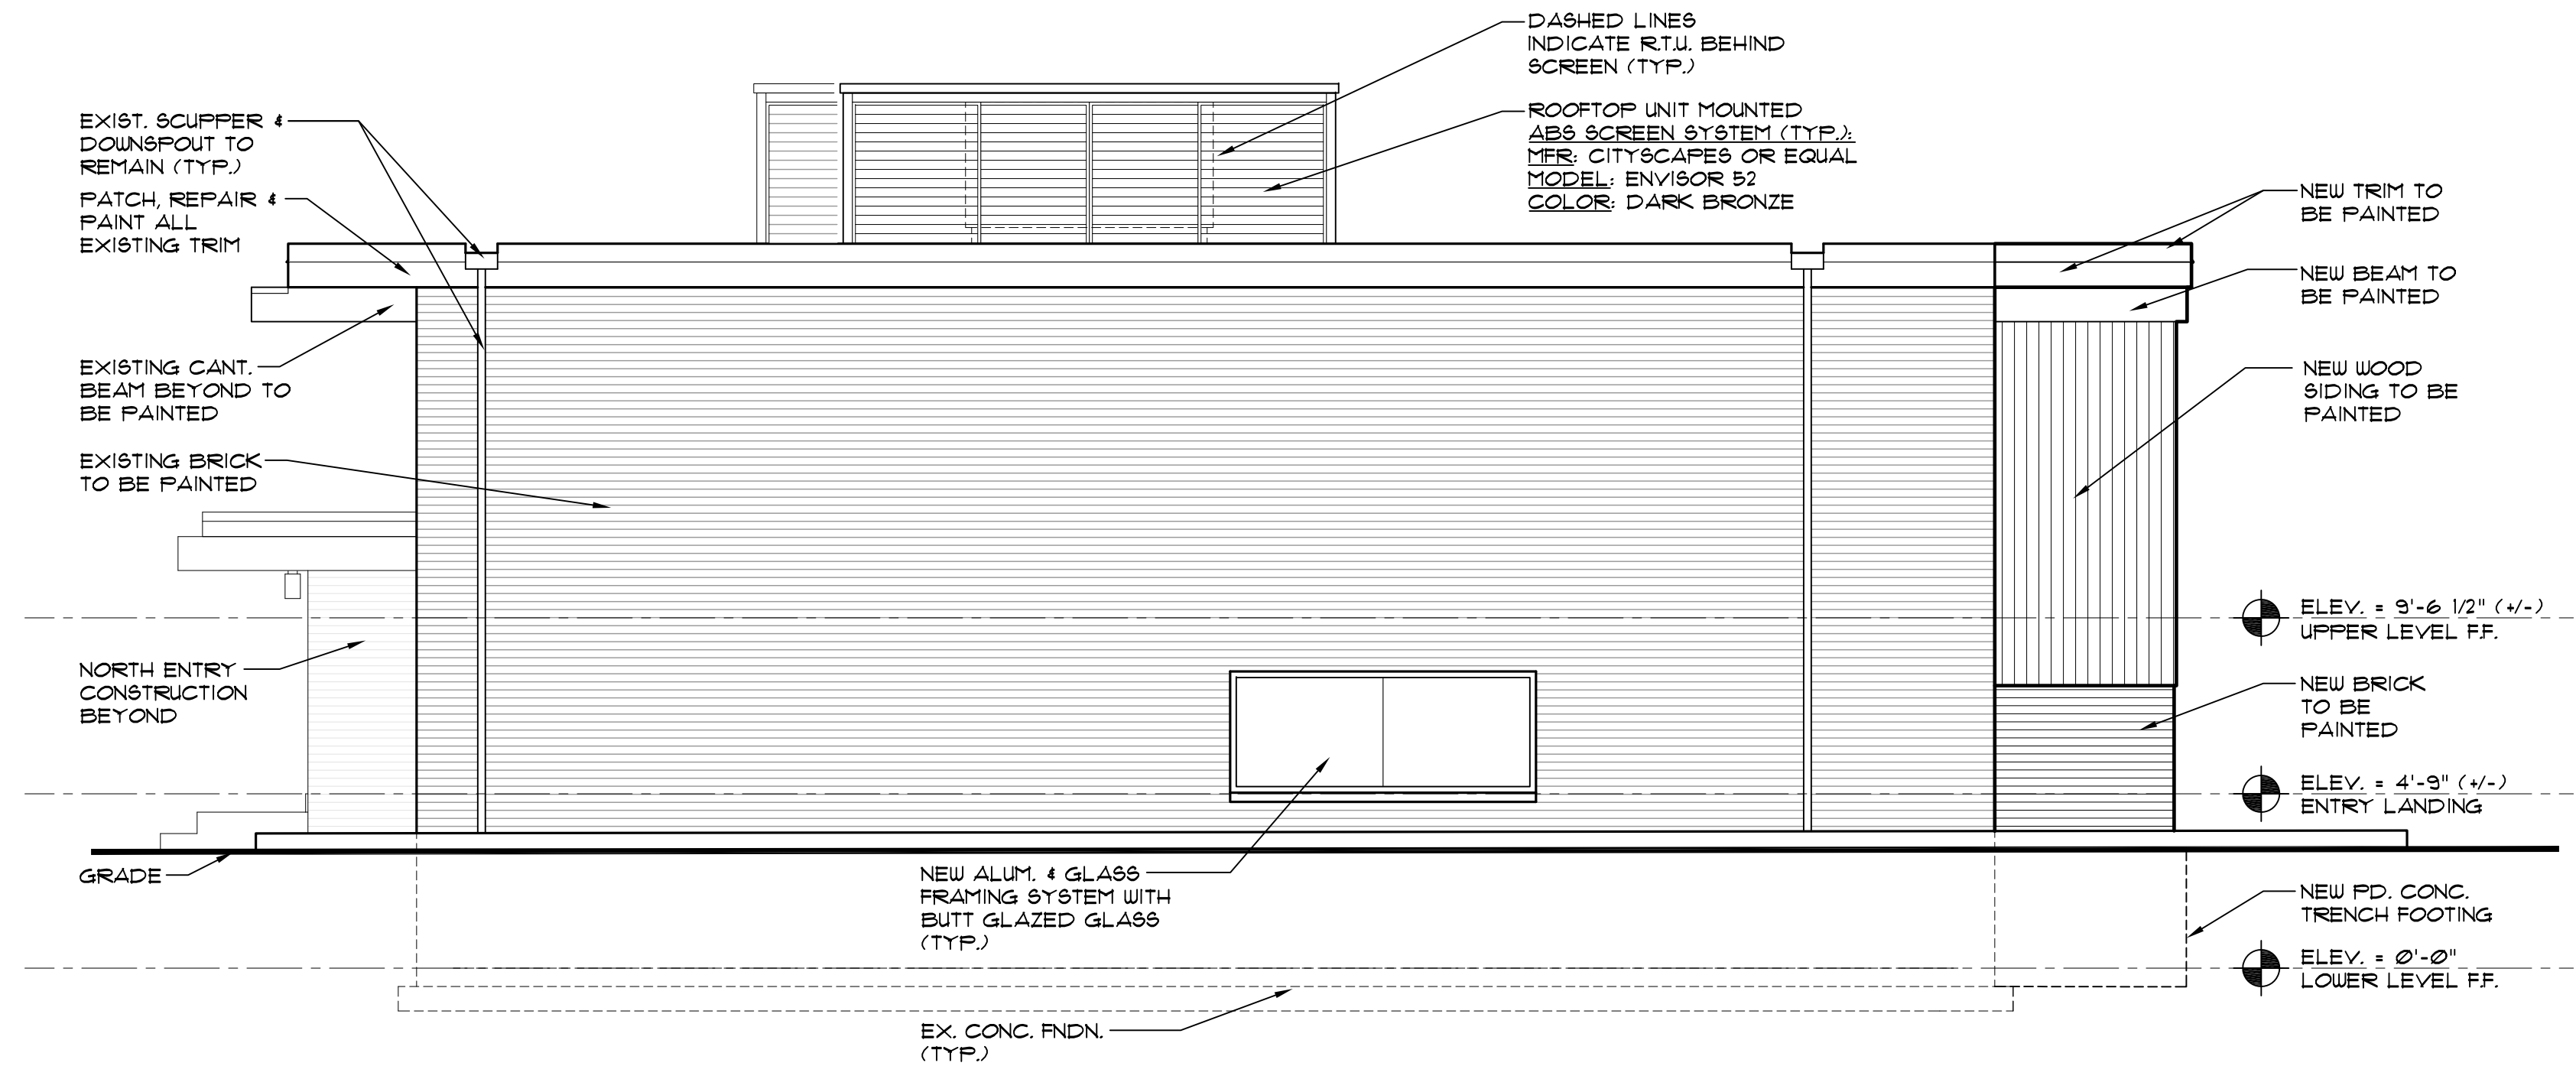 DASHED LINES
INDICATE R.T.U. BEHIND
SCREEN (TYP.)
ROOFTOP UNIT MOUNTED
ABS SCREEN SYSTEM (TYP.):
MFR: CITYSCAPES OR EQUAL
MODEL: ENVISOR 52
COLOR: DARK BRONZE
EXIST. SCUPPER &
DOWNSPOUT TO
REMAIN (TYP.)
PATCH, REPAIR &
PAINT ALL
EXISTING TRIM
EXISTING CANT.
BEAM BEYOND TO
BE PAINTED
EXISTING BRICK
TO BE PAINTED
NORTH ENTRY
CONSTRUCTION
BEYOND
GRADE
NEW ALUM. & GLASS
FRAMING SYSTEM WITH
BUTT GLAZED GLASS
(TYP.)
EX. CONC. FNDN.
(TYP.)
NEW TRIM TO
BE PAINTED
NEW BEAM TO
BE PAINTED
NEW WOOD
SIDING TO BE
PAINTED
ELEV. = 9'-6 1/2" (+/-)
UPPER LEVEL F.F.
NEW BRICK
TO BE
PAINTED
ELEV. = 4'-9" (+/-)
ENTRY LANDING
NEW PD. CONC.
TRENCH FOOTING
ELEV. = 0'-0"
LOWER LEVEL F.F.